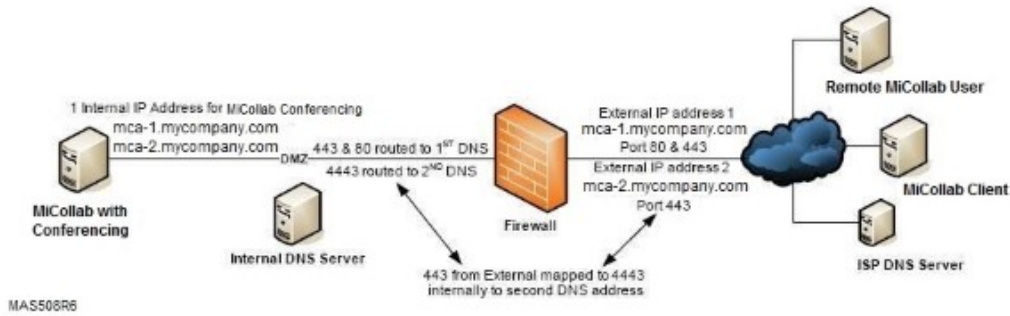 1 Internal IP Address for MiCollab Conferencing
mca-1.mycompany.com
mca-2.mycompany.com
DMZ
443 & 80 routed to 1ST DNS
4443 routed to 2ND DNS
External IP address 1
mca-1.mycompany.com
Port 80 & 443
External IP address 2
mca-2.mycompany.com
Port 443
Remote MiCollab User
MiCollab Client
ISP DNS Server
MiCollab with
Conferencing
Internal DNS Server
Firewall
443 from External mapped to 4443
internally to second DNS address
MAS508R6